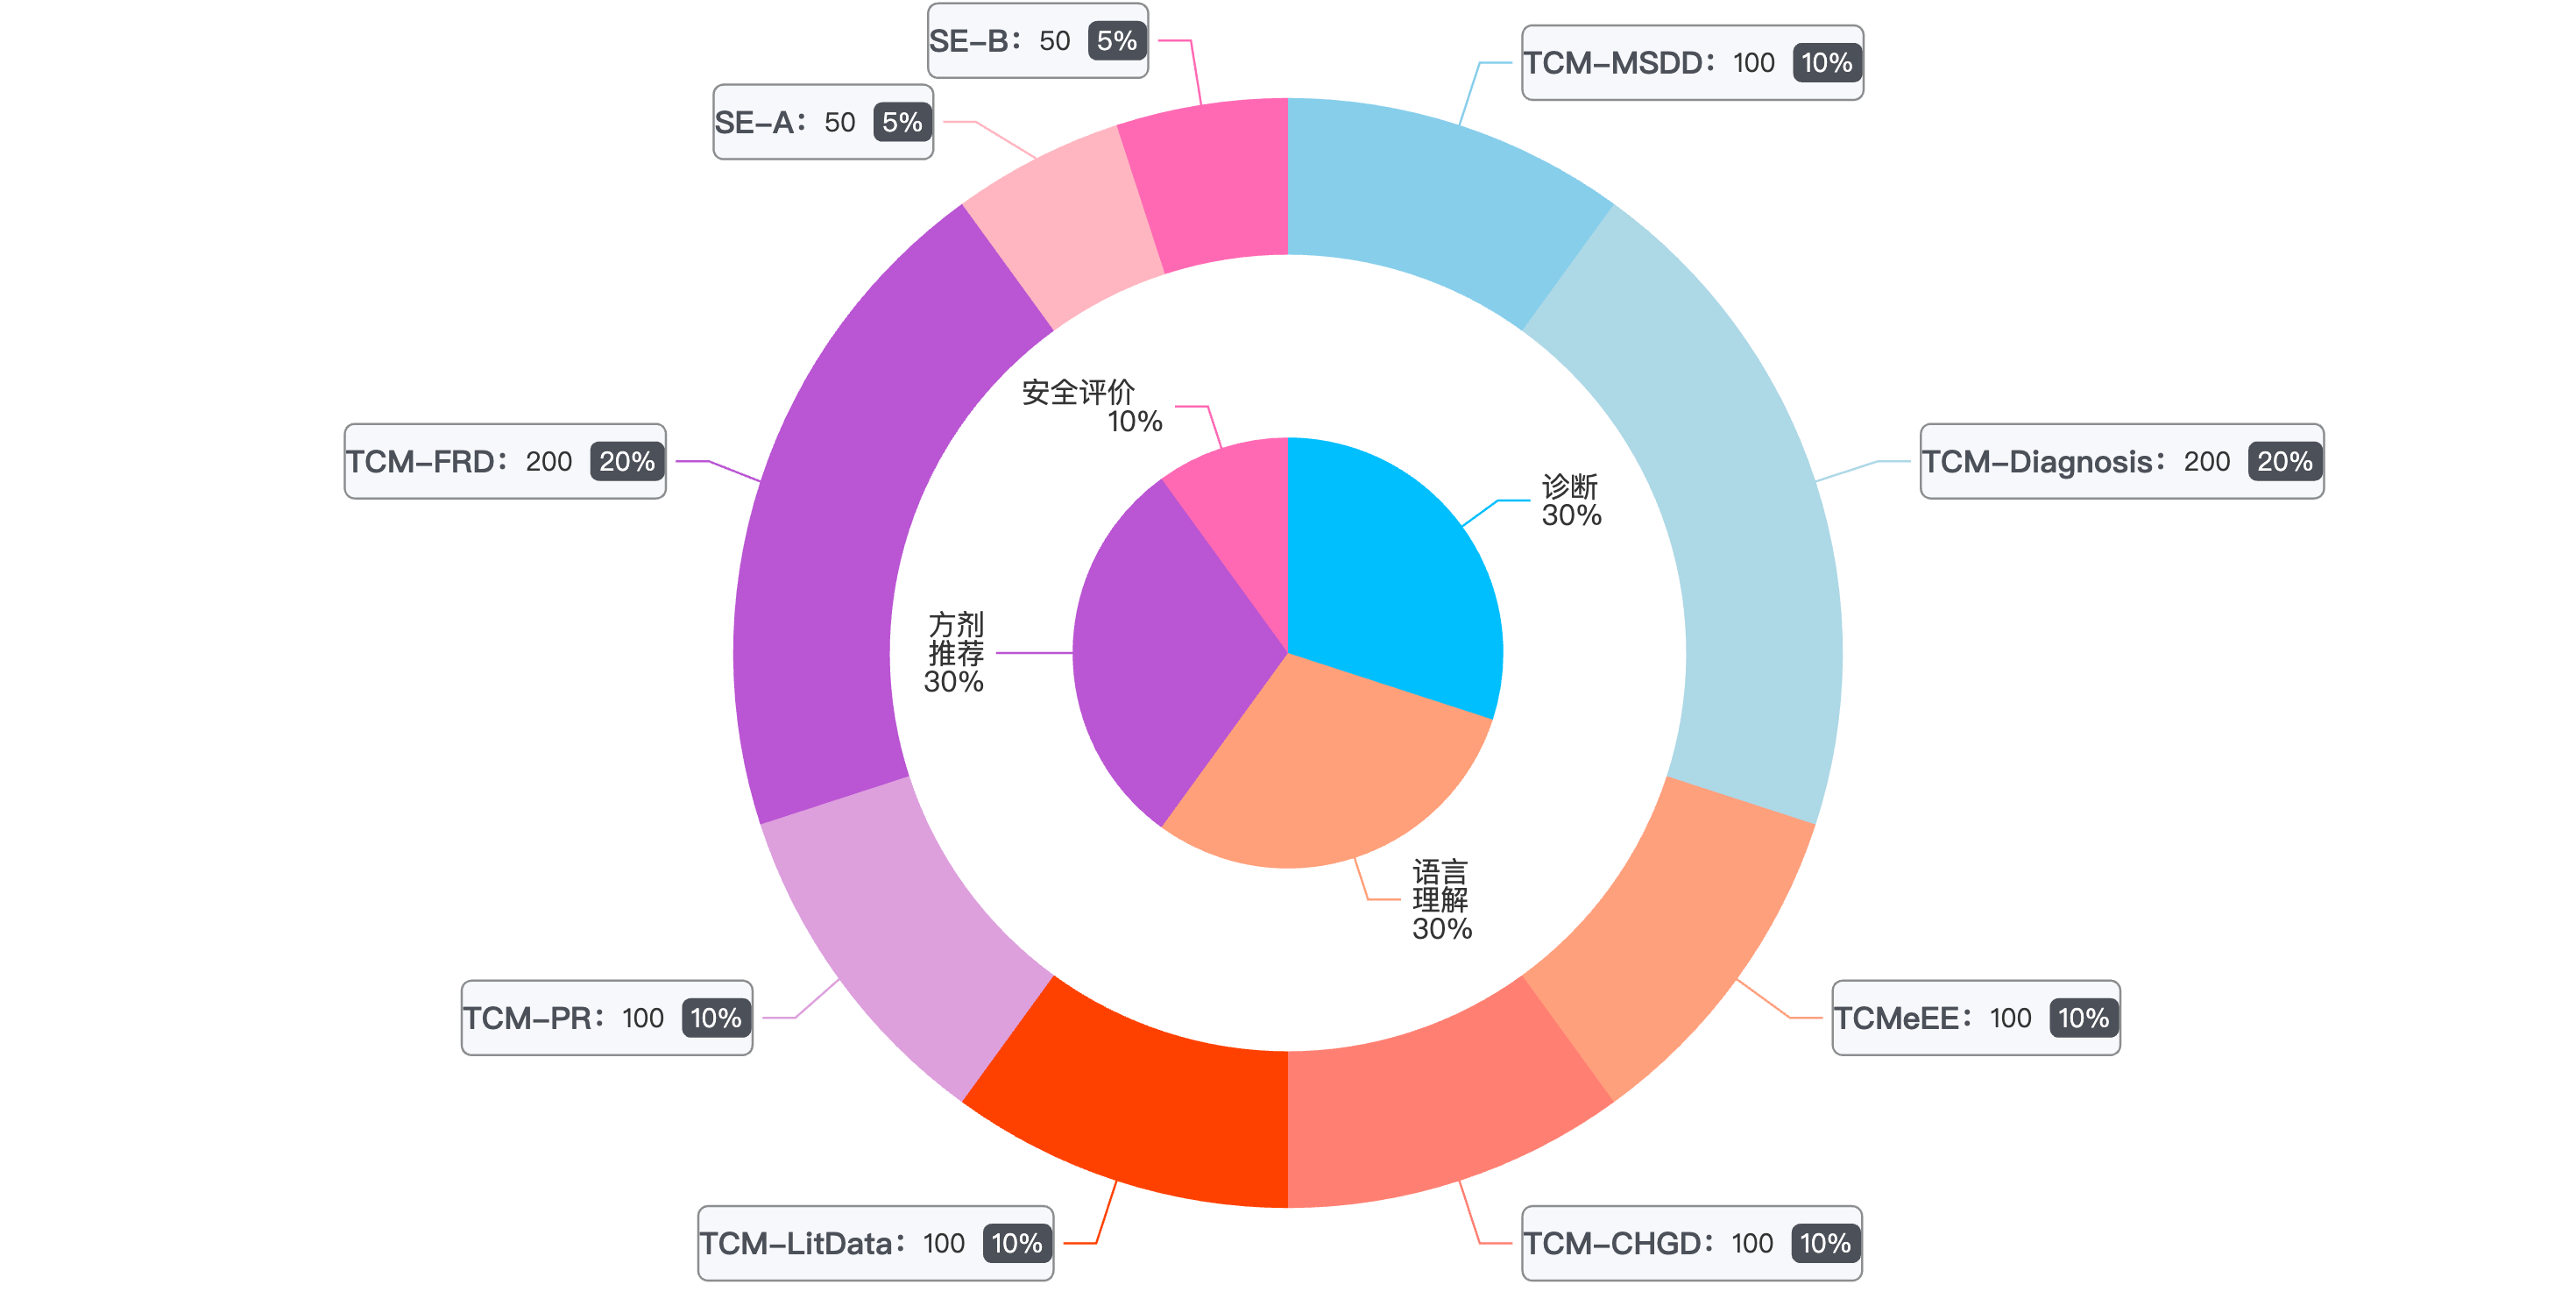 SE-B： 50 5%
TCM-MSDD： 100 10%
SE-A： 50 5%
安全评价
10%
TCM-FRD： 200 20%
TCM-Diagnosis： 200 20%
诊断
30%
方剂
推荐
30%
语言
理解
30%
TCM-PR： 100 10%
TCMeEE： 100 10%
TCM-LitData： 100 10%
TCM-CHGD： 100 10%